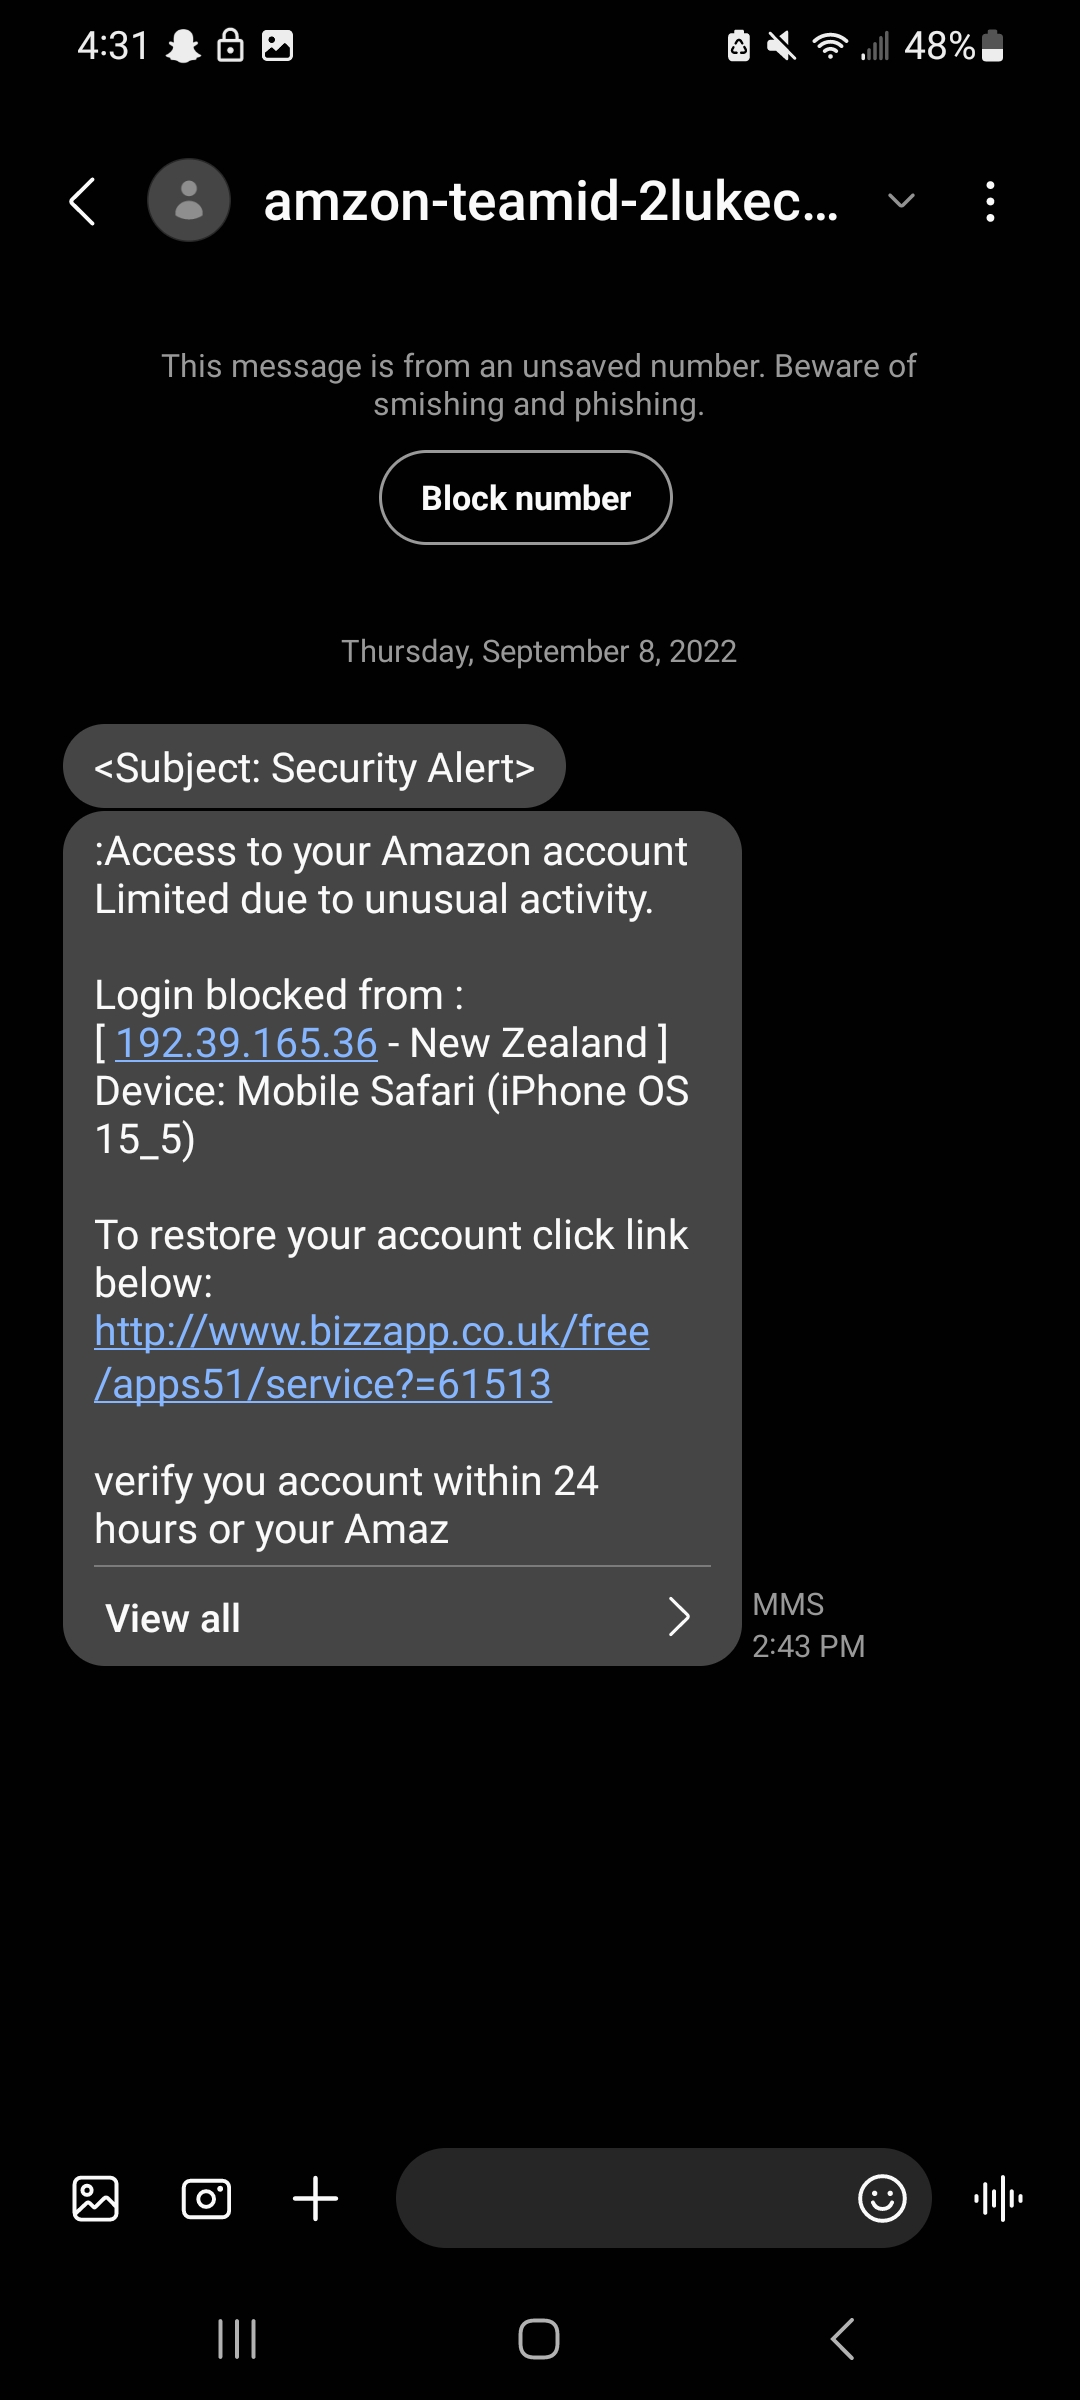 4:31
48%
amzon-teamid-2lukec...
This message is from an unsaved number. Beware of
smishing and phishing.
Block number
Thursday, September 8, 2022
<Subject: Security Alert>
:Access to your Amazon account
Limited due to unusual activity.
Login blocked from :
[ 192.39.165.36 - New Zealand ]
Device: Mobile Safari (iPhone OS
15_5)
To restore your account click link
below:
http://www.bizzapp.co.uk/free
/apps51/service?=61513
verify you account within 24
hours or your Amaz
View all
MMS
2:43 PM